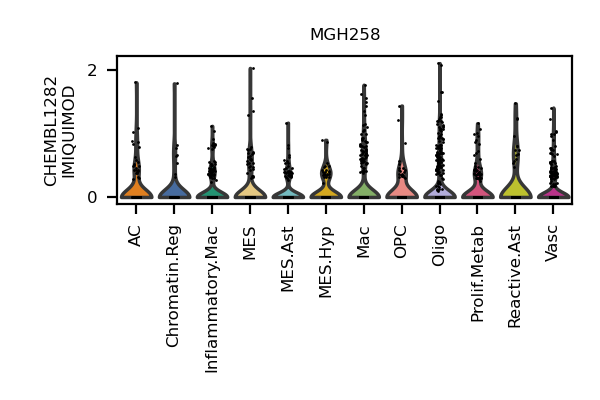 MGH258
CHEMBL1282
IMIQUIMOD
2
0
AC
Chromatin.Reg
Inflammatory.Mac
MES
MES.Ast
MES.Hyp
Mac
OPC
Oligo
Prolif.Metab
Reactive.Ast
Vasc